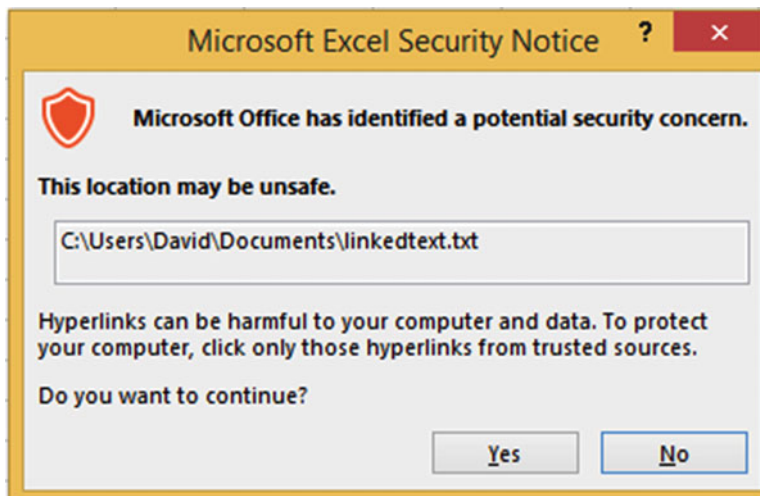 Microsoft Excel Security Notice ? ×
Microsoft Office has identified a potential security concern.
This location may be unsafe.
C:\Users\David\Documents\linkedtext.txt
Hyperlinks can be harmful to your computer and data. To protect
your computer, click only those hyperlinks from trusted sources.
Do you want to continue?
Yes No